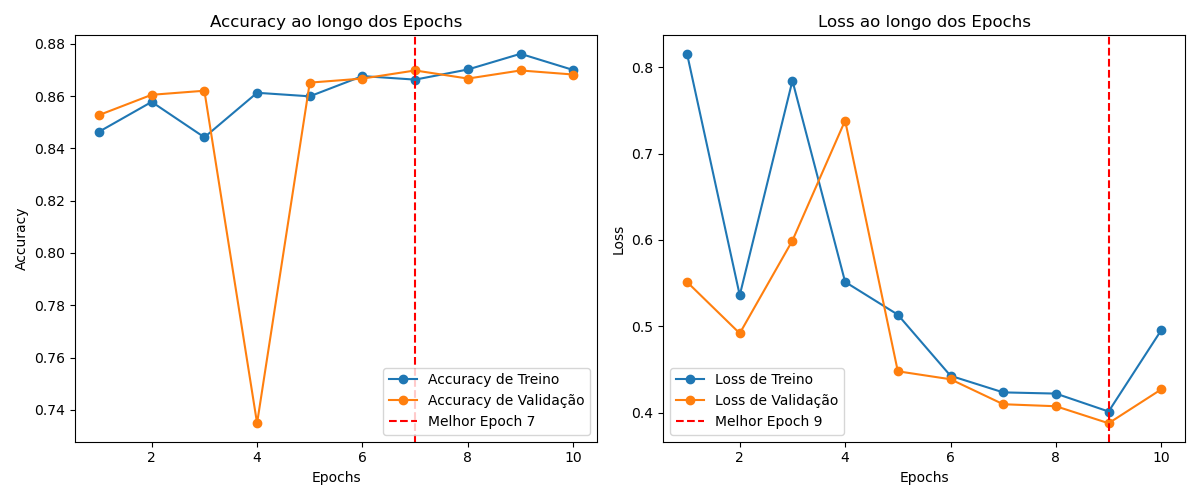 Accuracy ao longo dos Epochs
0.88
0.86
0.84
0.82
0.80
0.78
0.76
0.74
Accuracy
2
4
6
8
10
Epochs
Accuracy de Treino
Accuracy de Validação
Melhor Epoch 7
Loss ao longo dos Epochs
0.8
0.7
0.6
0.5
0.4
Loss
2
4
6
8
10
Epochs
Loss de Treino
Loss de Validação
Melhor Epoch 9